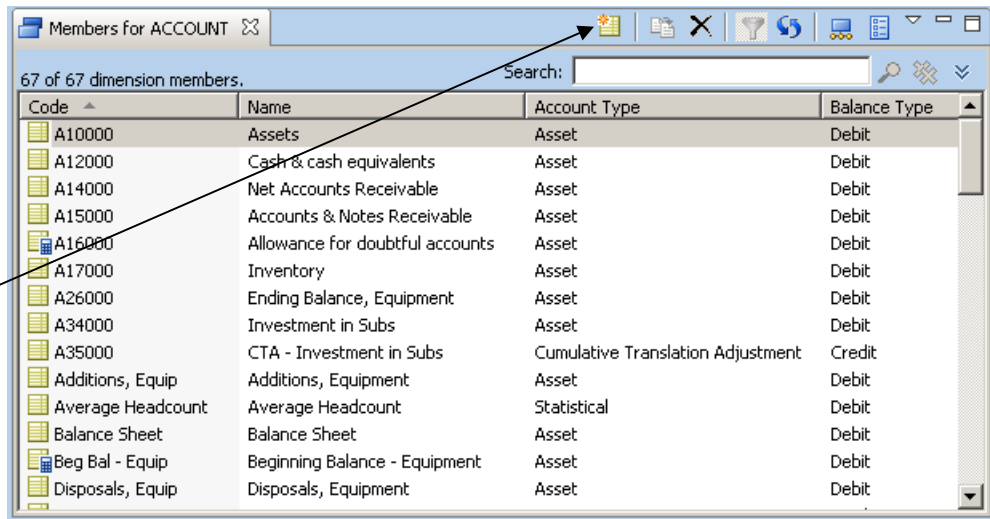 Members for ACCOUNT
67 of 67 dimension members. Search:
Code Name Account Type Balance Type
A10000 Assets Asset Debit
A12000 Cash & cash equivalents Asset Debit
A14000 Net Accounts Receivable Asset Debit
A15000 Accounts & Notes Receivable Asset Debit
A16000 Allowance for doubtful accounts Asset Debit
A17000 Inventory Asset Debit
A26000 Ending Balance, Equipment Asset Debit
A34000 Investment in Subs Asset Debit
A35000 CTA - Investment in Subs Cumulative Translation Adjustment Credit
Additions, Equip Additions, Equipment Asset Debit
Average Headcount Average Headcount Statistical Debit
Balance Sheet Balance Sheet Asset Debit
Beg Bal - Equip Beginning Balance - Equipment Asset Debit
Disposals, Equip Disposals, Equipment Asset Debit